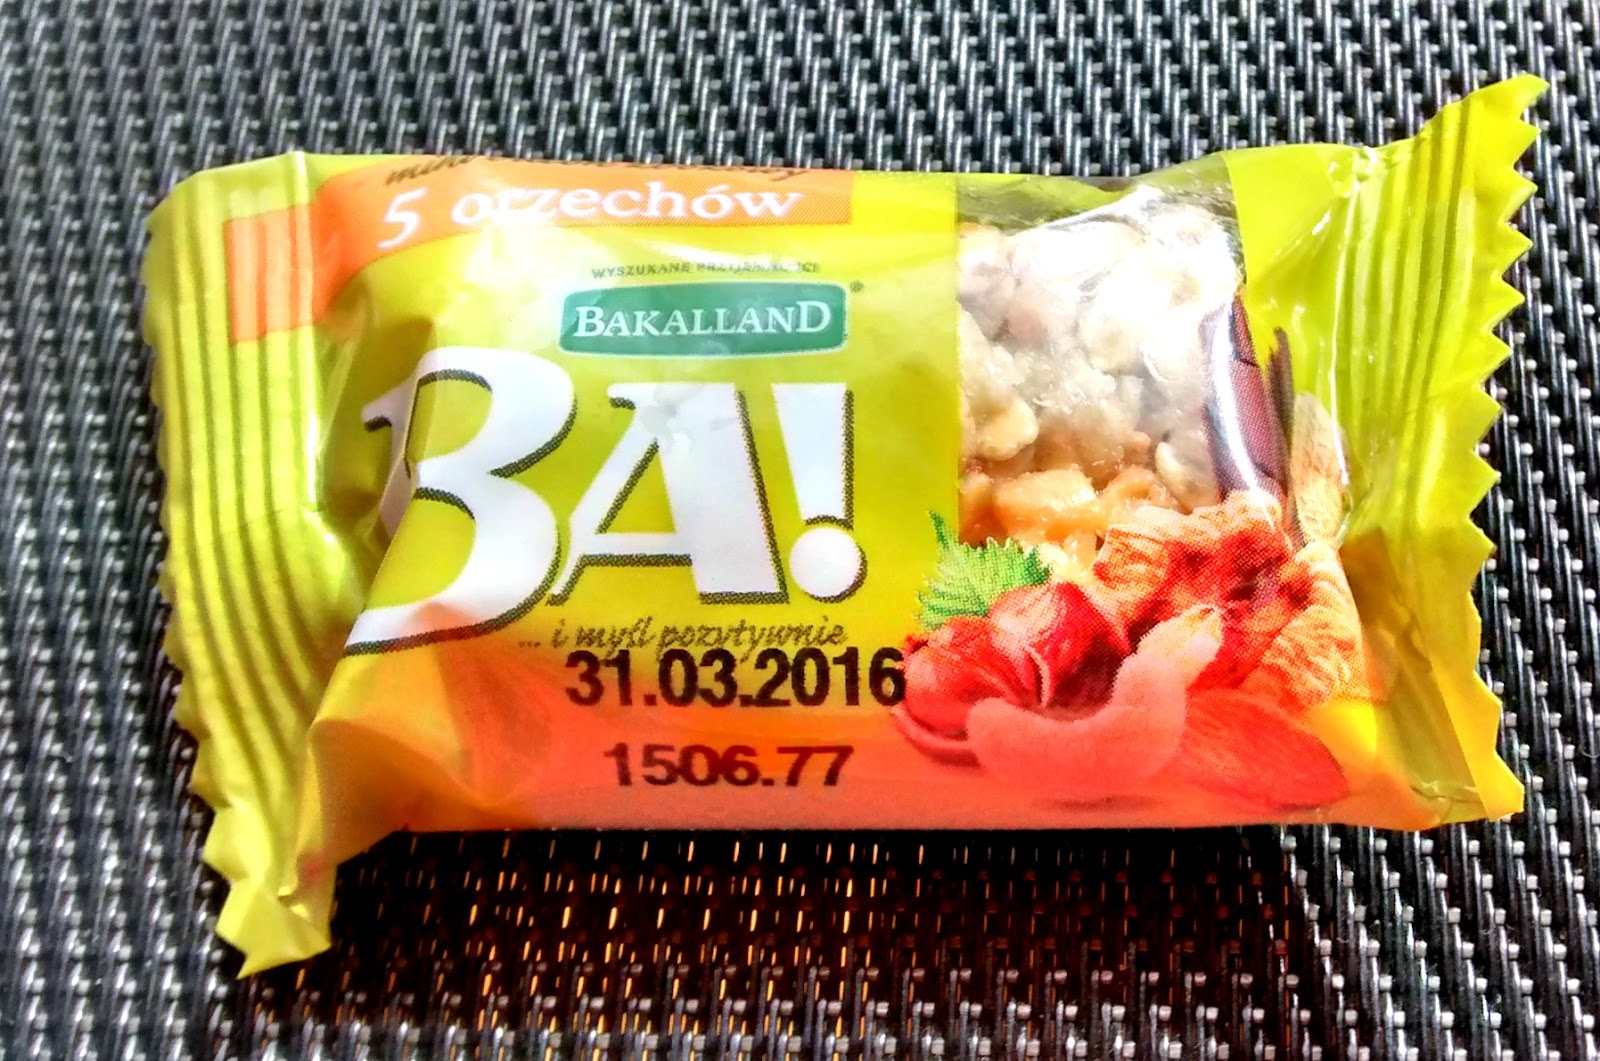 5 orzechów
WYSZUKANE PRZYJEMNOŚCI
BAKALLAND®
BA!
... i myśl pozytywnie
31.03.2016
1506.77